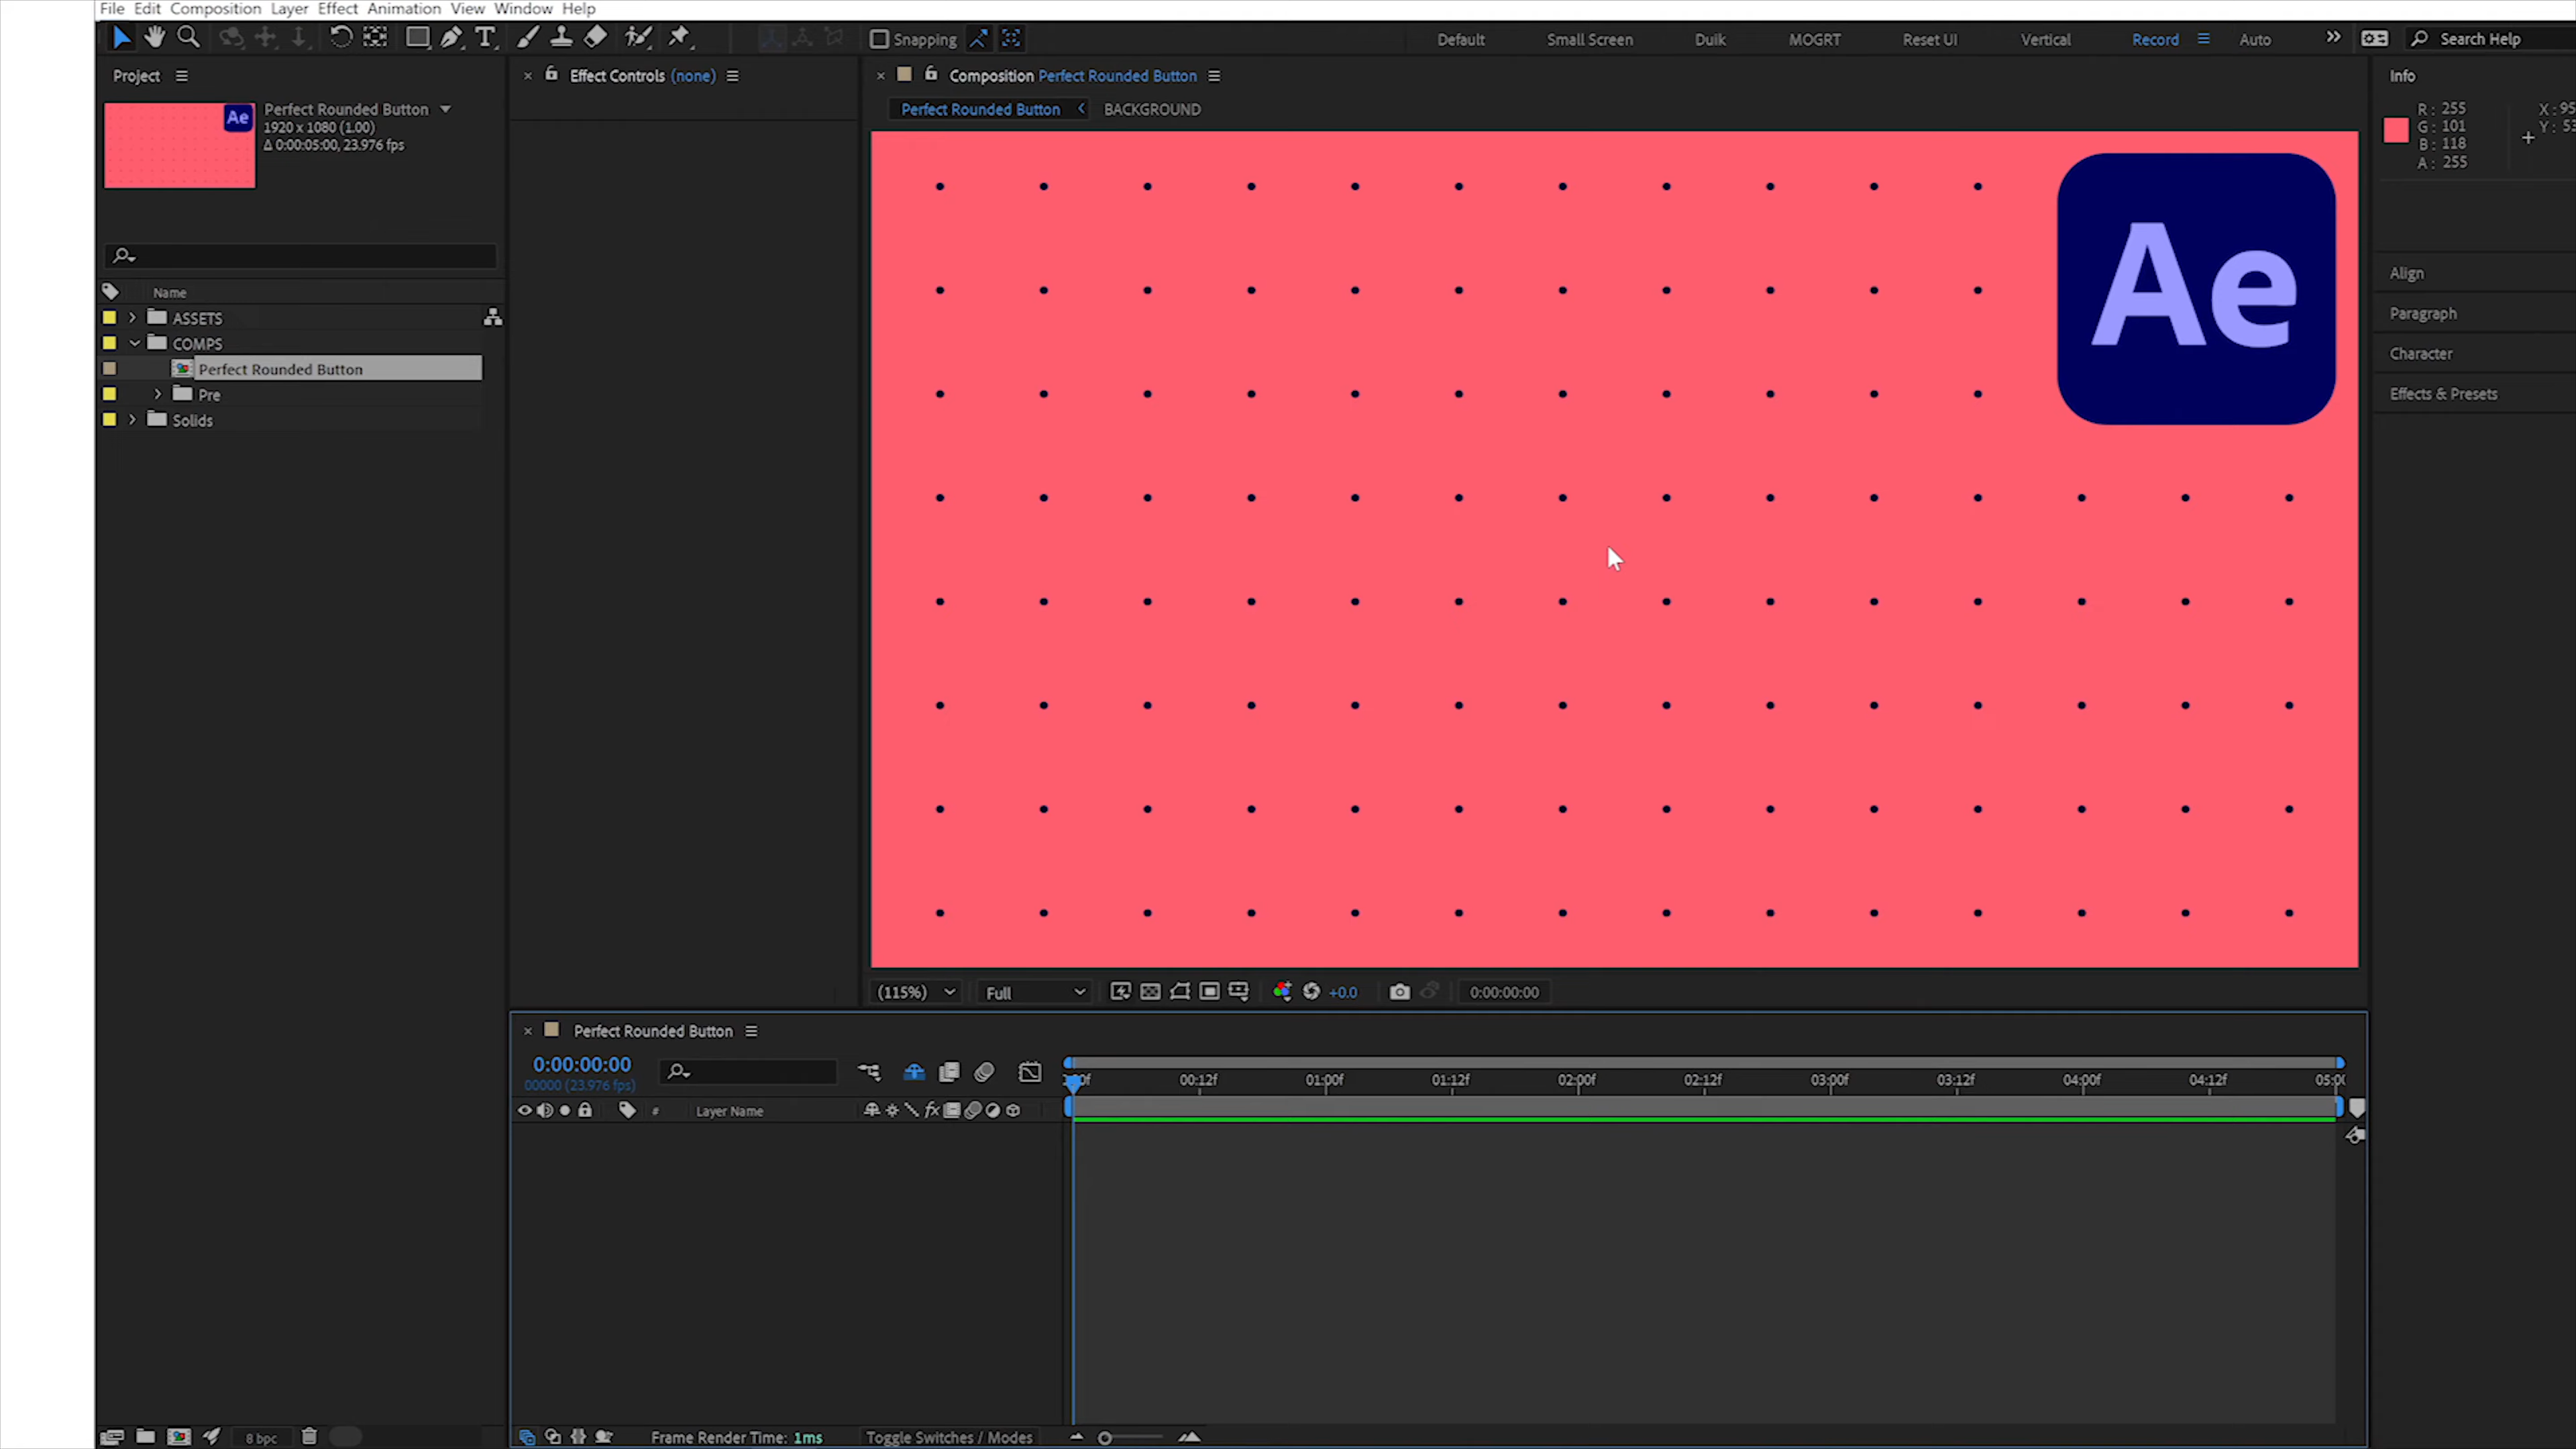 File Edit Composition Layer Effect Animation View Window Help
Snapping
Default Small Screen Duik MOGRT Reset UI Vertical Record Auto
Search Help
Project
Perfect Rounded Button
1920 x 1080 (1.00)
Δ 0:00:05:00, 23.976 fps
Ae
Name
ASSETS
COMPS
Perfect Rounded Button
Pre
Solids
8 bpc
Effect Controls (none)
Composition Perfect Rounded Button
Perfect Rounded Button BACKGROUND
Ae
(115%) Full +0.0 0:00:00:00
Info
R: 255
G: 101
B: 118
A: 255
X: 95
Y: 53
Align
Paragraph
Character
Effects & Presets
Perfect Rounded Button
0:00:00:00
00000 (23.976 fps)
# Layer Name fx
00:12f 01:00f 01:12f 02:00f 02:12f 03:00f 03:12f 04:00f 04:12f 05:0
Frame Render Time: 1ms Toggle Switches / Modes